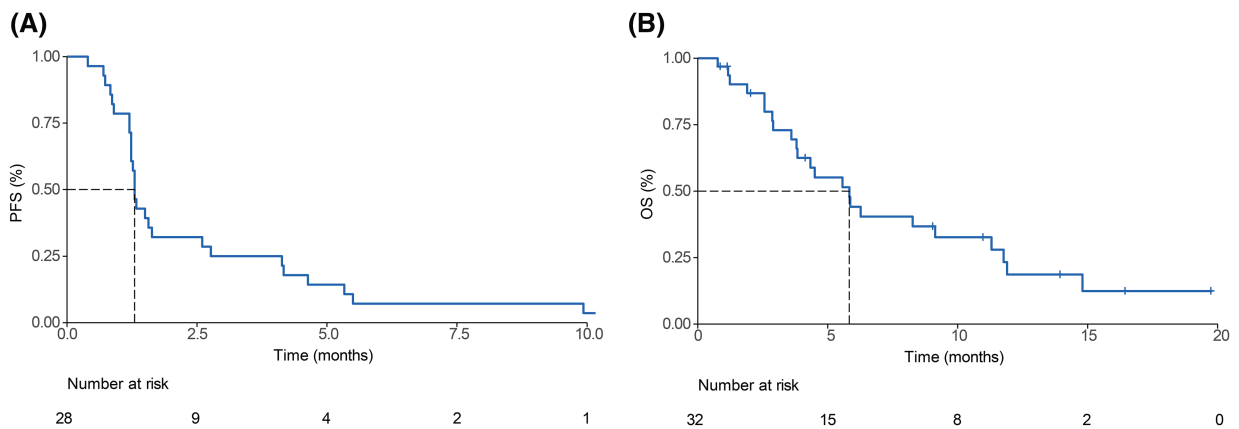 (A)
1.00
0.75
0.50
0.25
0.00
PFS (%)
0.0 2.5 5.0 7.5 10.0
Time (months)
Number at risk
28 9 4 2 1
(B)
1.00
0.75
0.50
0.25
0.00
OS (%)
0 5 10 15 20
Time (months)
Number at risk
32 15 8 2 0